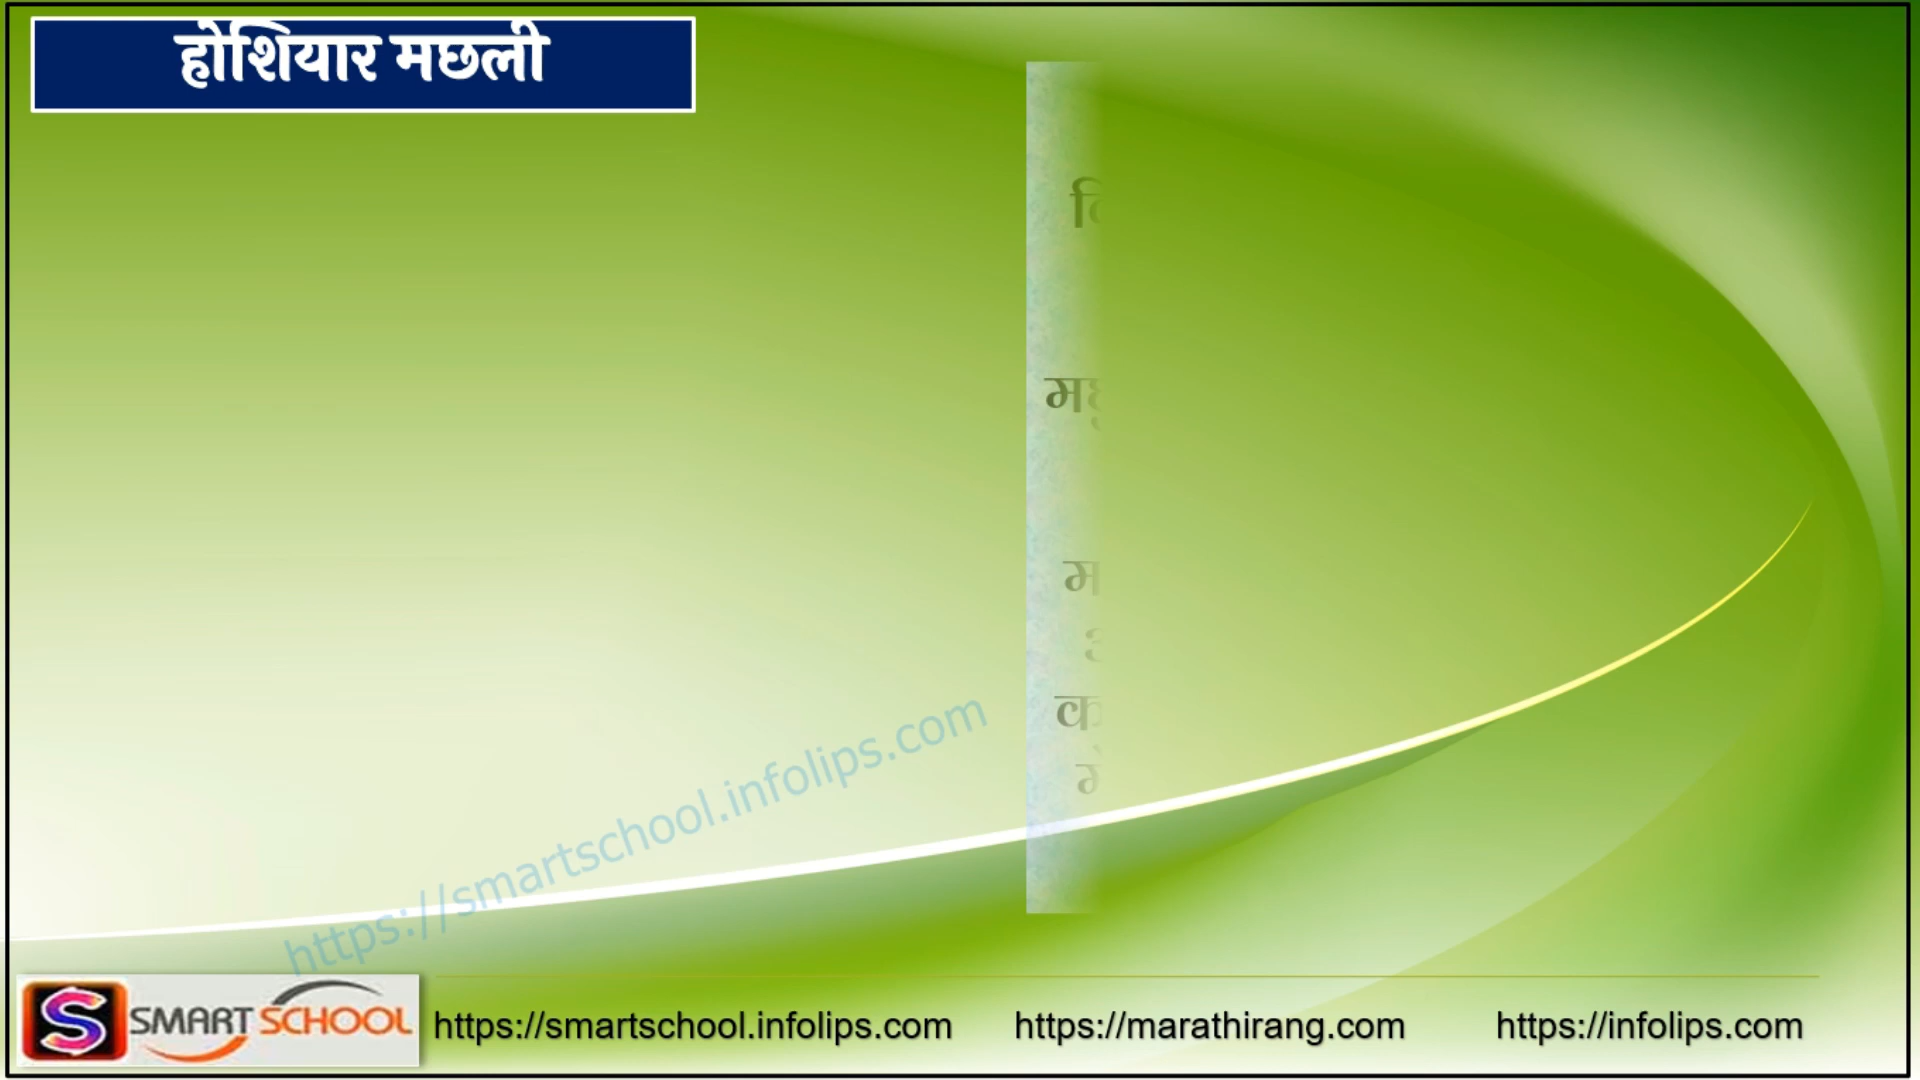 होशियार मछली
https://smartschool.infolips.com
SMART SCHOOL
https://smartschool.infolips.com https://marathirang.com https://infolips.com